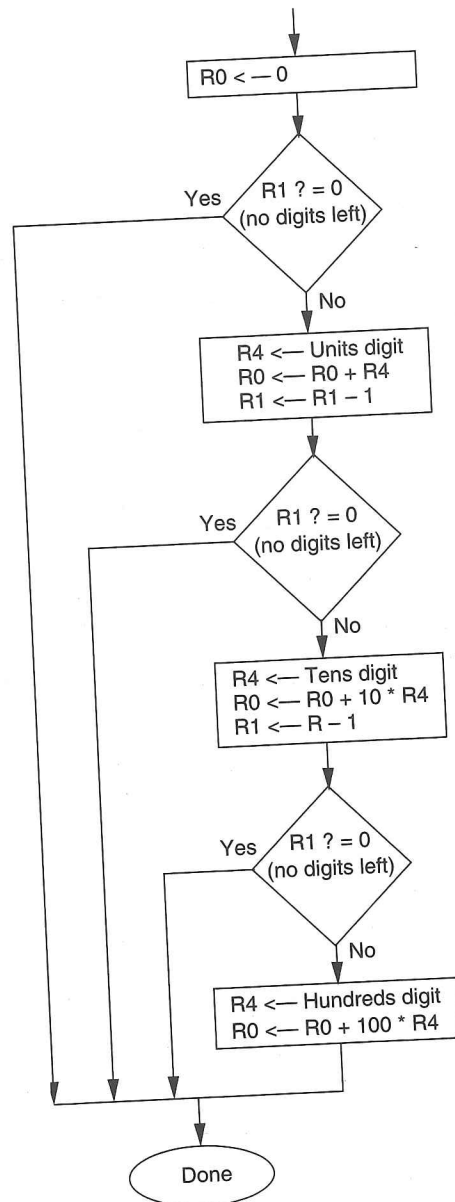 R0 <— 0
R1 ? = 0
(no digits left)
Yes
No
R4 <— Units digit
R0 <— R0 + R4
R1 <— R1 – 1
R1 ? = 0
(no digits left)
Yes
No
R4 <— Tens digit
R0 <— R0 + 10 * R4
R1 <— R – 1
R1 ? = 0
(no digits left)
Yes
No
R4 <— Hundreds digit
R0 <— R0 + 100 * R4
Done